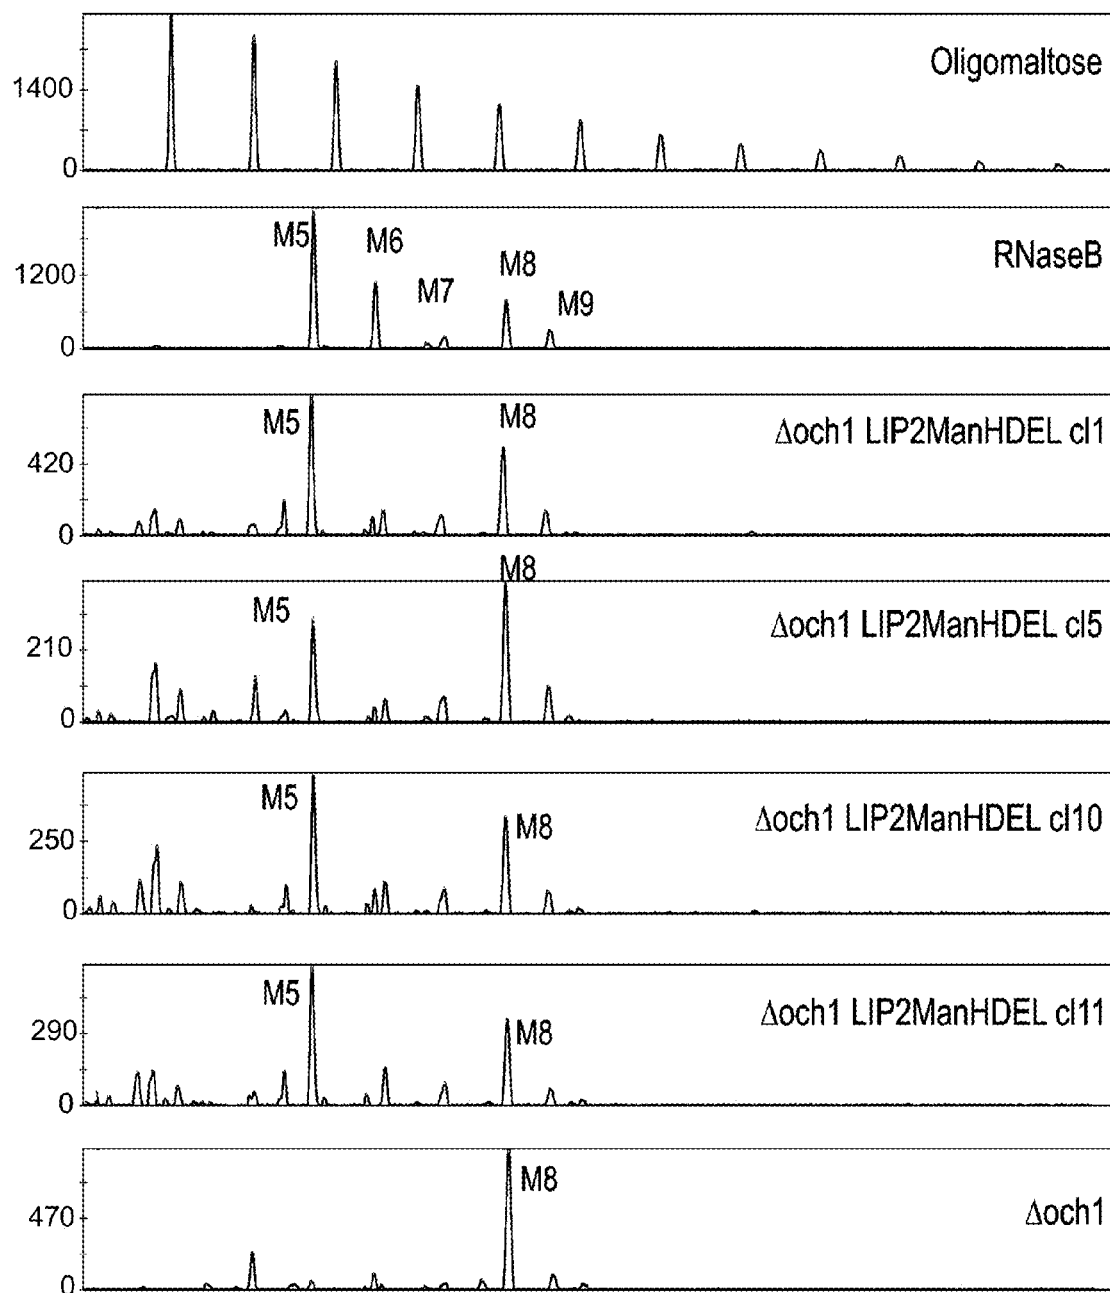 Oligomaltose
1400
0
RNaseB
M5
M6
M7
M8
M9
1200
0
Δoch1 LIP2ManHDEL cl1
M5
M8
420
0
Δoch1 LIP2ManHDEL cl5
M5
M8
210
0
Δoch1 LIP2ManHDEL cl10
M5
M8
250
0
Δoch1 LIP2ManHDEL cl11
M5
M8
290
0
Δoch1
M8
470
0